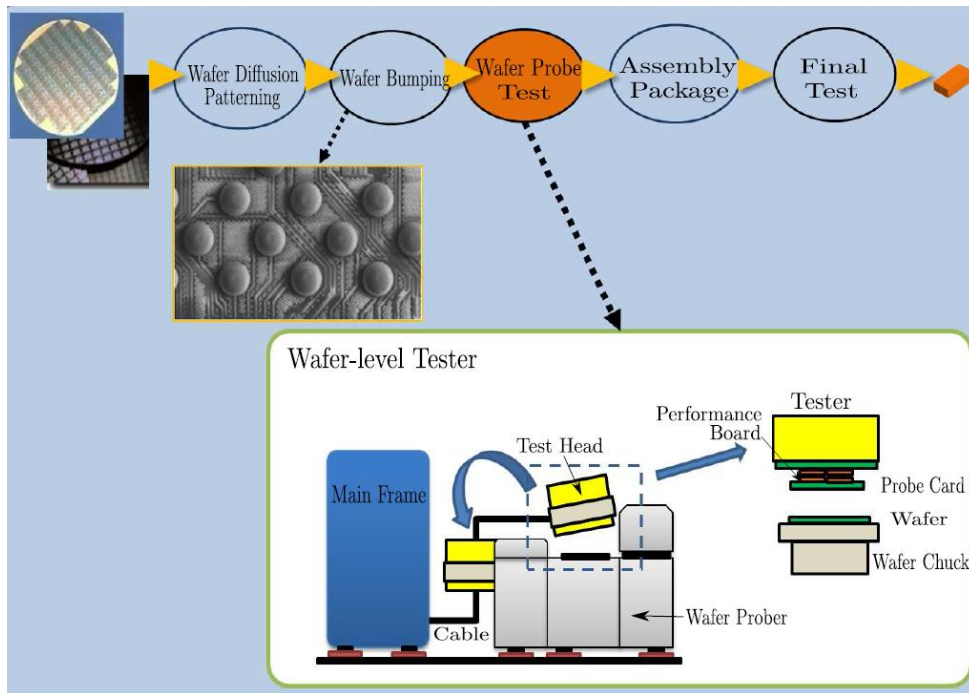 Wafer Diffusion
Patterning
Wafer Bumping
Wafer Probe
Test
Assembly
Package
Final
Test
Wafer-level Tester
Main Frame
Test Head
Cable
Wafer Prober
Performance
Board
Tester
Probe Card
Wafer
Wafer Chuck